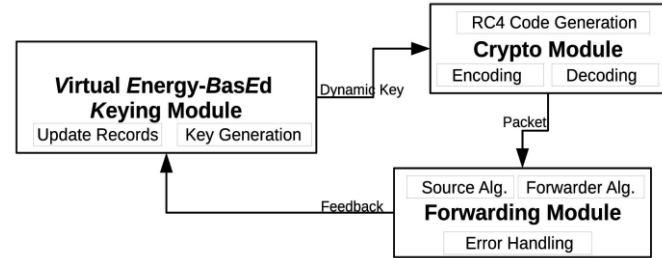 Virtual Energy-BasEd
Keying Module
Update Records
Key Generation
Dynamic Key
RC4 Code Generation
Crypto Module
Encoding
Decoding
Packet
Source Alg.
Forwarder Alg.
Forwarding Module
Error Handling
Feedback